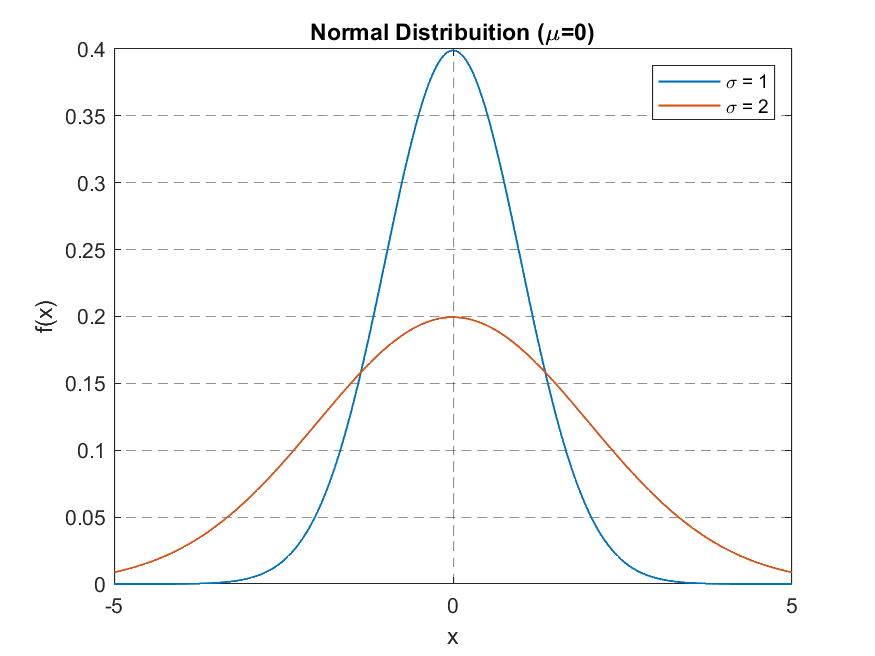 Normal Distribuition (μ=0)
σ = 1
σ = 2
0.4
0.35
0.3
0.25
0.2
0.15
0.1
0.05
0
f(x)
-5 0 5
x